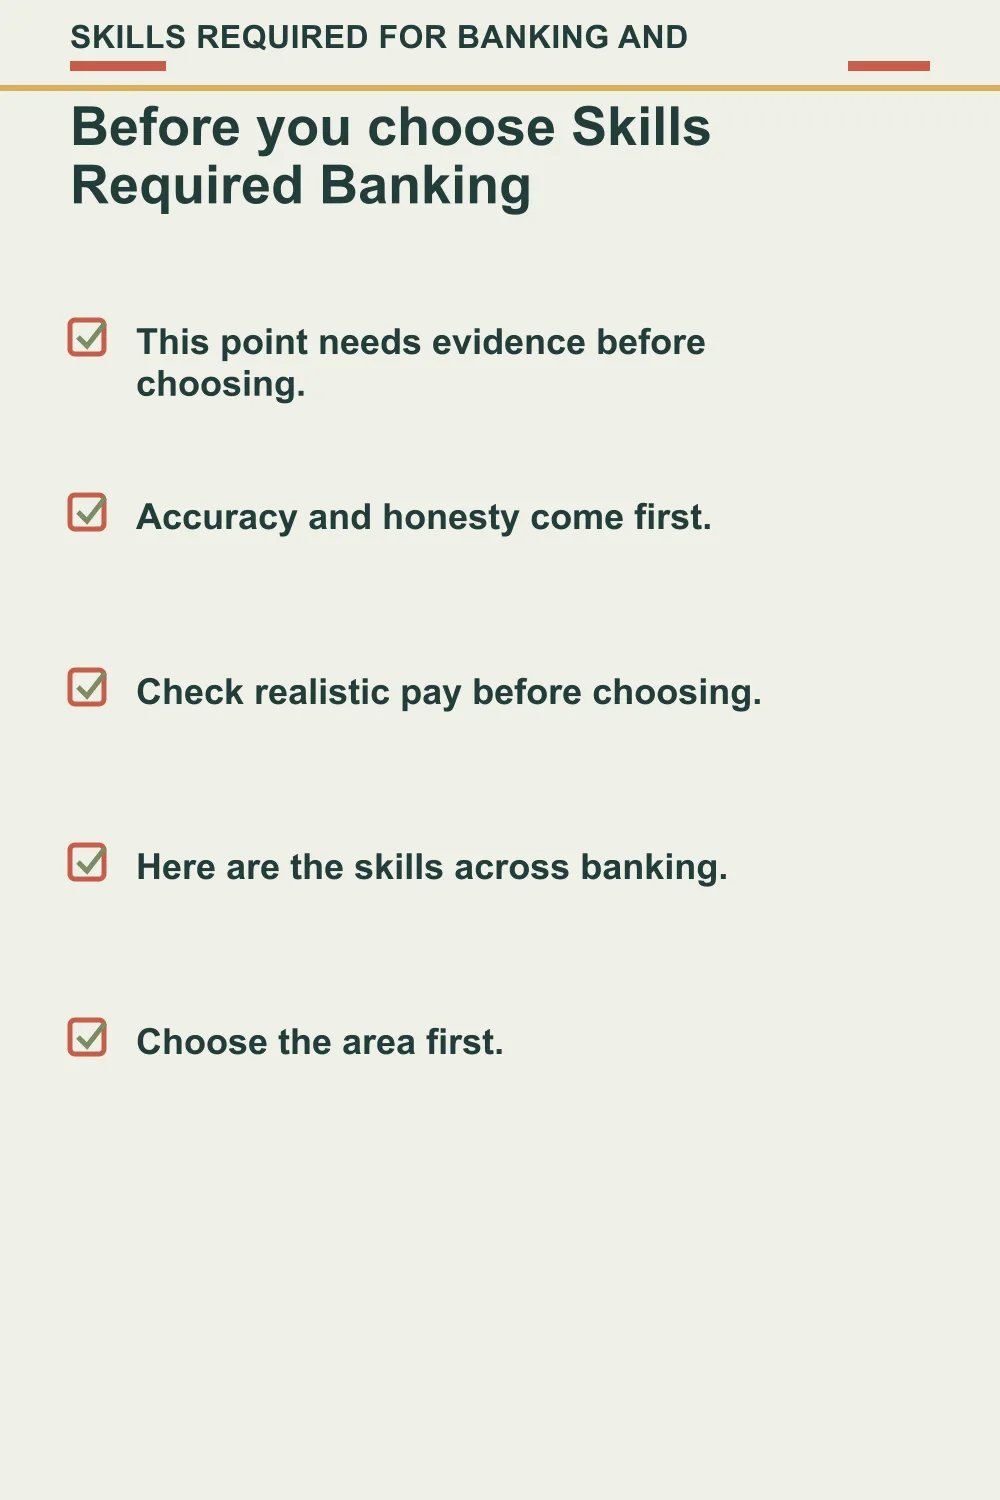 SKILLS REQUIRED FOR BANKING AND
Before you choose Skills
Required Banking
This point needs evidence before
choosing.
Accuracy and honesty come first.
Check realistic pay before choosing.
Here are the skills across banking.
Choose the area first.